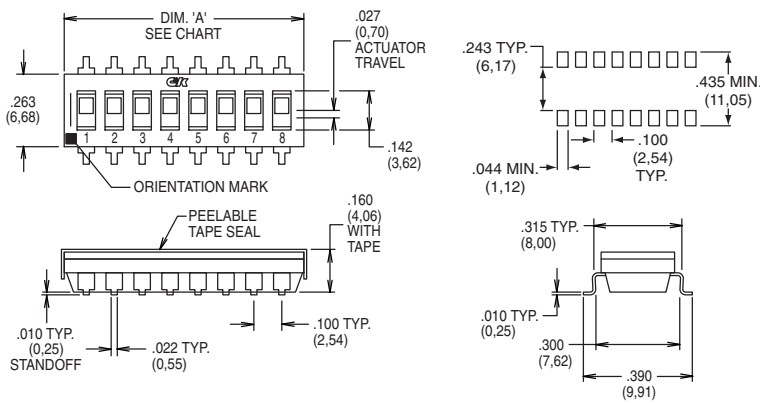 DIM. 'A'
SEE CHART
.027
(0,70)
ACTUATOR
TRAVEL
CK
.263
(6,68)
1 2 3 4 5 6 7 8
.142
(3,62)
ORIENTATION MARK
.243 TYP.
(6,17)
.435 MIN.
(11,05)
.100
(2,54)
TYP.
.044 MIN.
(1,12)
PEELABLE
TAPE SEAL
.160
(4,06)
WITH
TAPE
.010 TYP.
(0,25)
STANDOFF
.022 TYP.
(0,55)
.100 TYP.
(2,54)
.315 TYP.
(8,00)
.010 TYP.
(0,25)
.300
(7,62)
.390
(9,91)